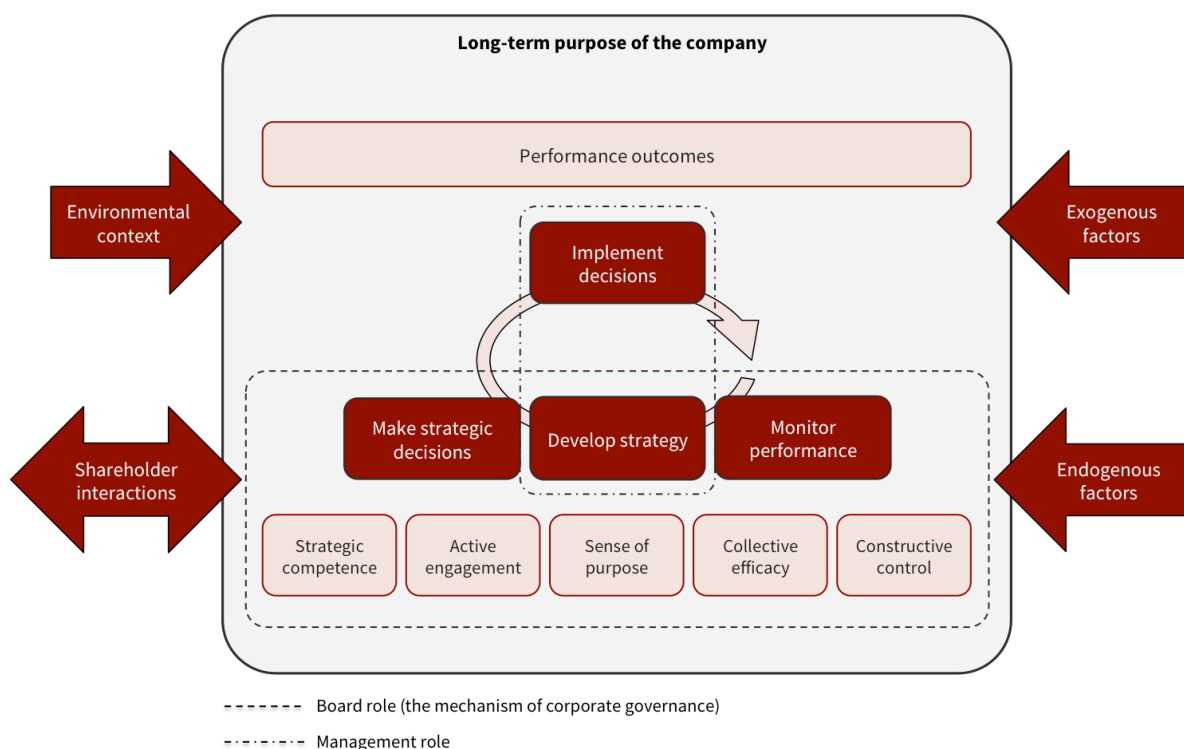 Long-term purpose of the company
Performance outcomes
Environmental
context
Exogenous
factors
Implement
decisions
Make strategic
decisions
Develop strategy
Monitor
performance
Shareholder
interactions
Endogenous
factors
Strategic
competence
Active
engagement
Sense of
purpose
Collective
efficacy
Constructive
control
Board role (the mechanism of corporate governance)
Management role